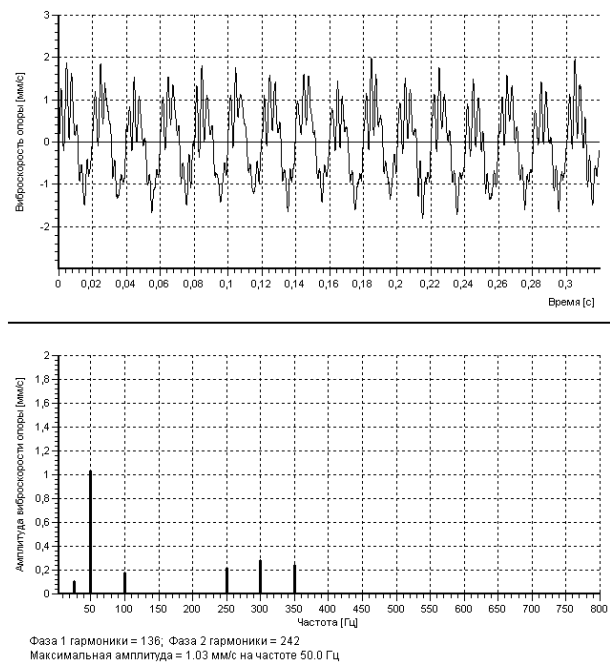 Виброскорость опоры [мм/с]
3
2
1
0
-1
-2
0 0,02 0,04 0,06 0,08 0,1 0,12 0,14 0,16 0,18 0,2 0,22 0,24 0,26 0,28 0,3
Время [с]
Амплитуда виброскорости опоры [мм/с]
2
1,8
1,6
1,4
1,2
1
0,8
0,6
0,4
0,2
0
50 100 150 200 250 300 350 400 450 500 550 600 650 700 750 800
Частота [Гц]
Фаза 1 гармоники = 136; Фаза 2 гармоники = 242
Максимальная амплитуда = 1.03 мм/с на частоте 50.0 Гц